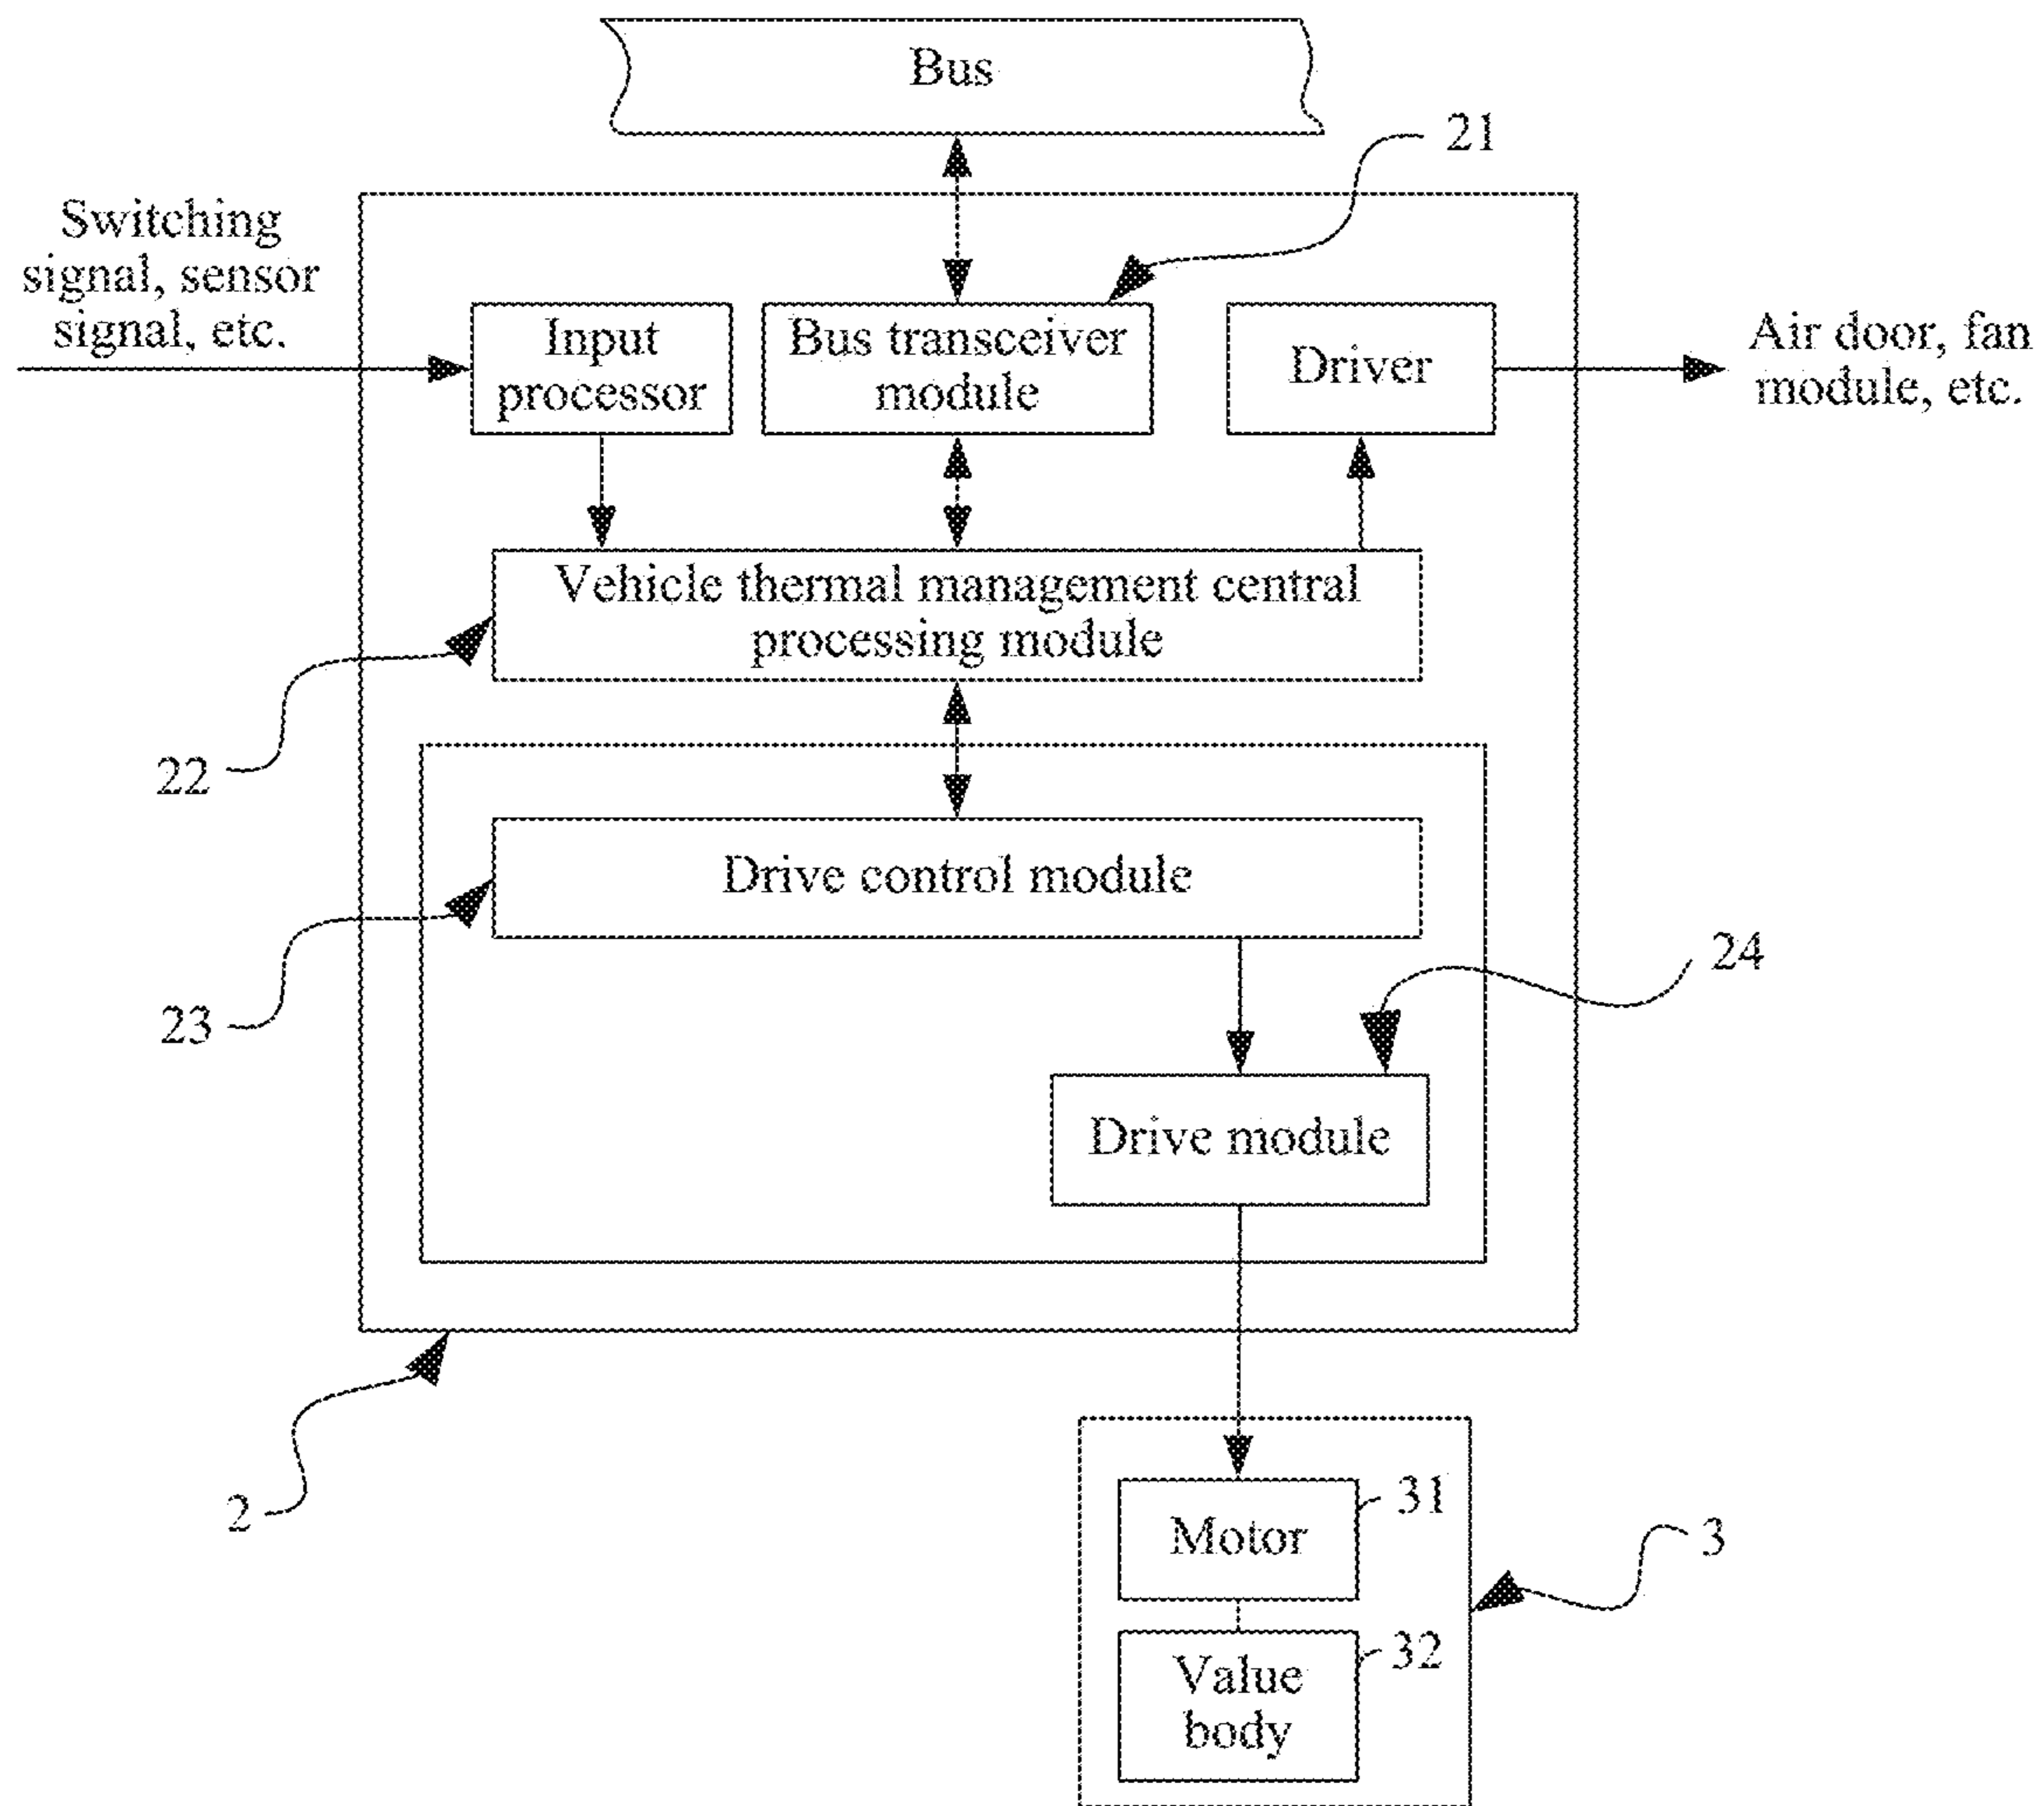 Bus
21
Switching
signal, sensor
signal, etc.
Input
processor
Bus transceiver
module
Driver
Air door, fan
module, etc.
Vehicle thermal management central
processing module
22
Drive control module
23
24
Drive module
2
Motor
31
3
Value
body
32